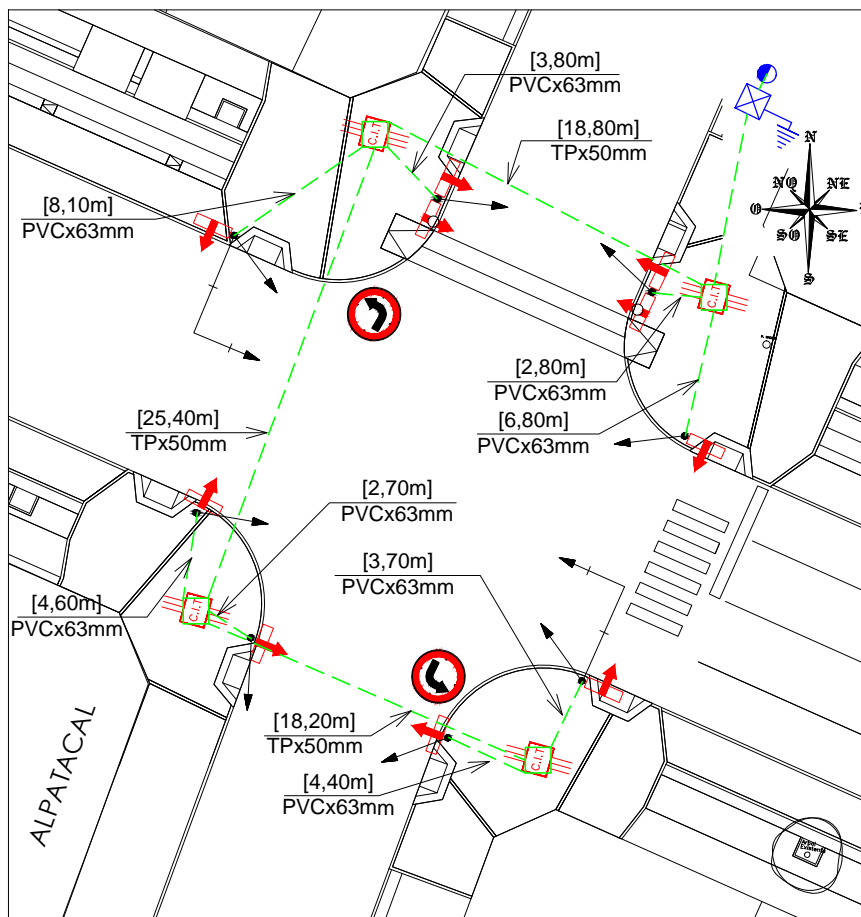 [3,80m]
PVCx63mm
[18,80m]
TPx50mm
C.I.T
N
NO
NE
O
SO
SE
S
[8,10m]
PVCx63mm
C.I.T
[2,80m]
PVCx63mm
[6,80m]
PVCx63mm
[25,40m]
TPx50mm
[2,70m]
PVCx63mm
[3,70m]
PVCx63mm
[4,60m]
PVCx63mm
C.I.T
[18,20m]
TPx50mm
C.I.T
[4,40m]
PVCx63mm
ALPATACAL
Arbol
Existente